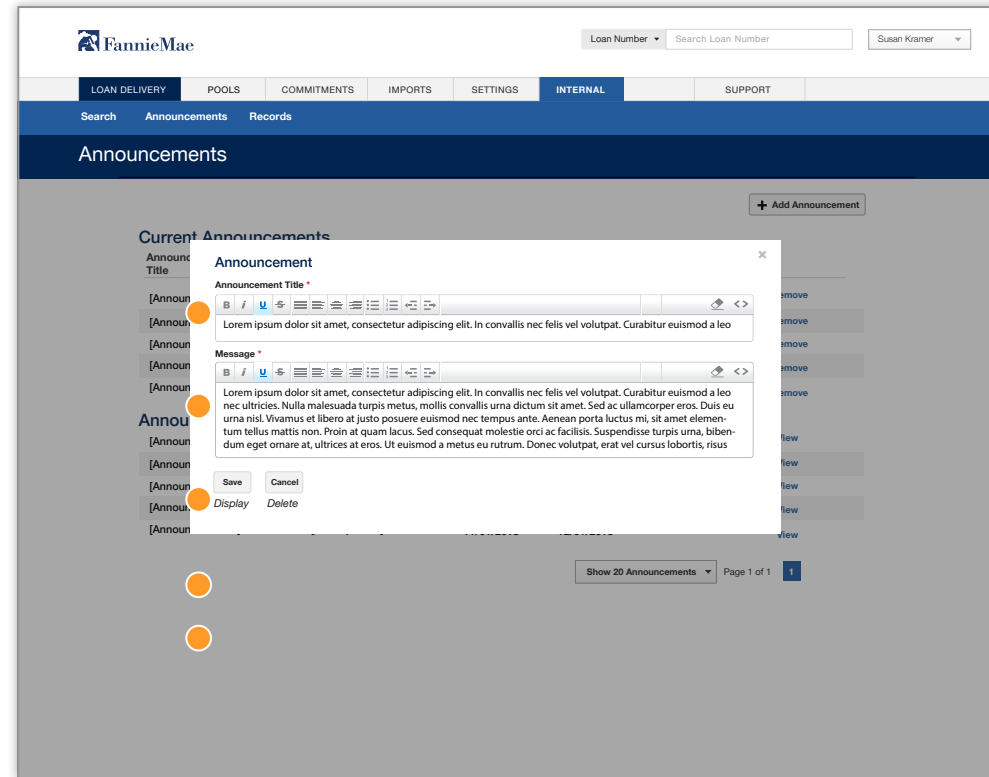 FannieMae
Loan Number
Search Loan Number
Susan Kramer
LOAN DELIVERY POOLS COMMITMENTS IMPORTS SETTINGS INTERNAL SUPPORT
Search Announcements Records
Announcements
+ Add Announcement
Current Announcements
Title
Announcement
Announcement Title *
B i U S
Lorem ipsum dolor sit amet, consectetur adipiscing elit. In convallis nec felis vel volutpat. Curabitur euismod a leo
Message *
B i U S
Lorem ipsum dolor sit amet, consectetur adipiscing elit. In convallis nec felis vel volutpat. Curabitur euismod a leo
nec ultricies. Nulla malesuada turpis metus, mollis convallis urna dictum sit amet. Sed ac ullamcorper eros. Duis eu
urna nisl. Vivamus et libero at justo posuere euismod nec tempus ante. Aenean porta luctus mi, sit amet elemen-
tum tellus mattis non. Proin at quam lacus. Sed consequat molestie orci ac facilisis. Suspendisse turpis urna, biben-
dum eget ornare at, ultrices at eros. Ut euismod a metus eu rutrum. Donec volutpat, erat vel cursus lobortis, risus
Save Cancel
Display Delete
View
View
View
View
View
Show 20 Announcements Page 1 of 1 1